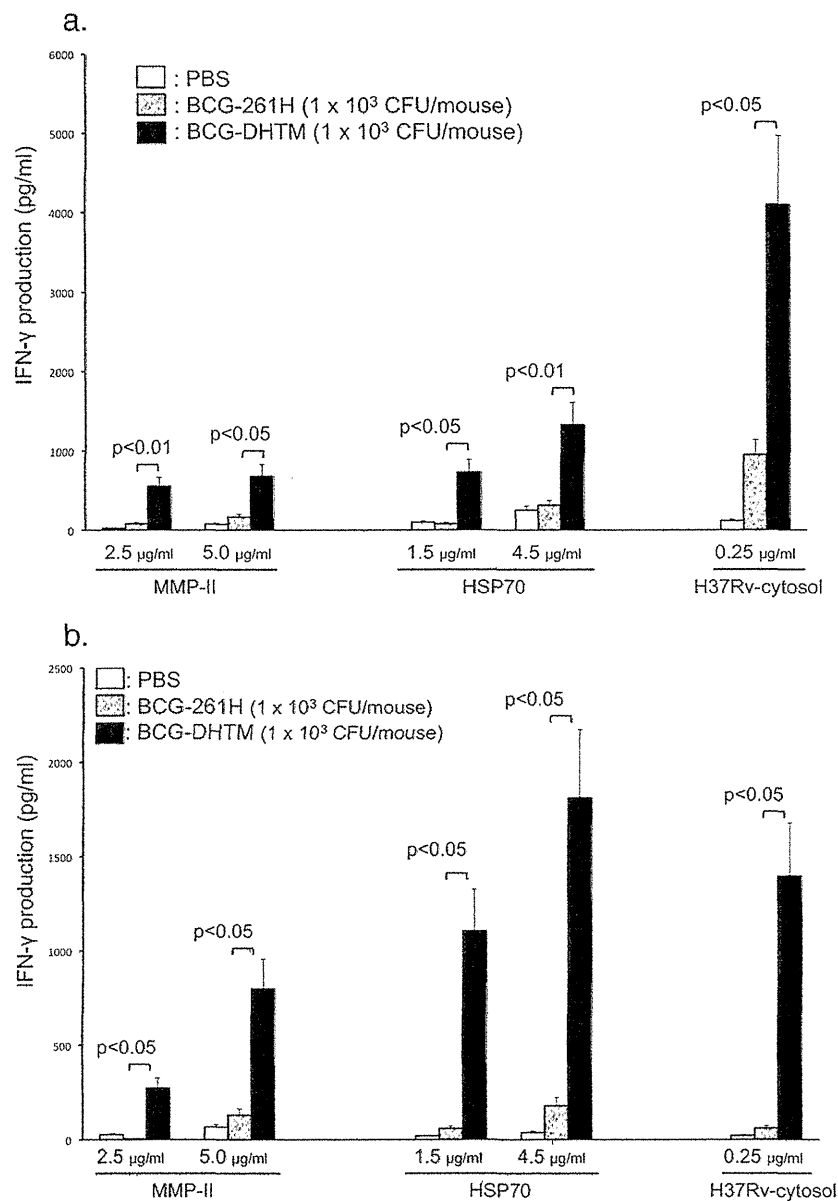 a.
6000
5000
4000
3000
2000
1000
0
IFN-γ production (pg/ml)
: PBS
: BCG-261H (1 x 10³ CFU/mouse)
: BCG-DHTM (1 x 10³ CFU/mouse)
p<0.01
p<0.05
p<0.05
p<0.01
p<0.05
2.5 µg/ml
5.0 µg/ml
1.5 µg/ml
4.5 µg/ml
0.25 µg/ml
MMP-II
HSP70
H37Rv-cytosol
b.
2500
2000
1500
1000
500
0
IFN-γ production (pg/ml)
: PBS
: BCG-261H (1 x 10³ CFU/mouse)
: BCG-DHTM (1 x 10³ CFU/mouse)
p<0.05
p<0.05
p<0.05
p<0.05
p<0.05
2.5 µg/ml
5.0 µg/ml
1.5 µg/ml
4.5 µg/ml
0.25 µg/ml
MMP-II
HSP70
H37Rv-cytosol